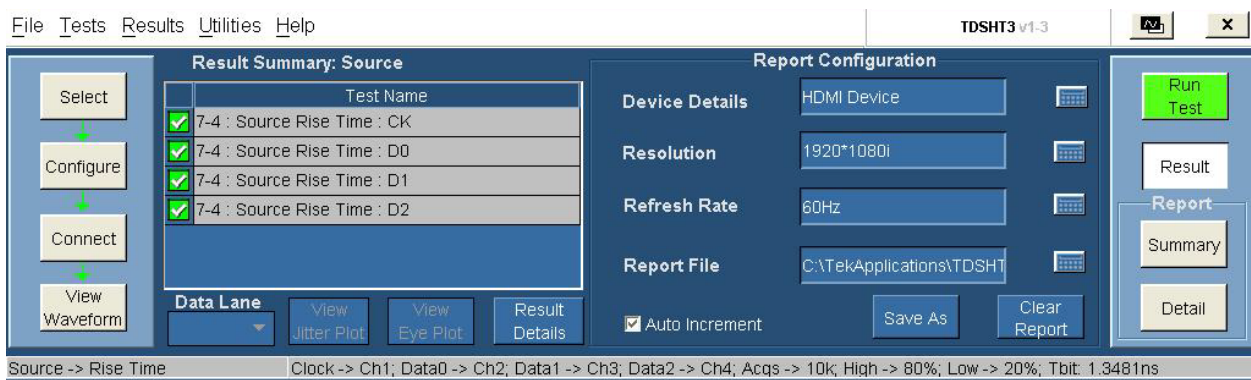 File Tests Results Utilities Help
TDSHT3 v1-3
x
Select
Configure
Connect
View
Waveform
Result Summary: Source
Test Name
7-4 : Source Rise Time : CK
7-4 : Source Rise Time : D0
7-4 : Source Rise Time : D1
7-4 : Source Rise Time : D2
Data Lane
View
Jitter Plot
View
Eye Plot
Result
Details
Report Configuration
Device Details
HDMI Device
Resolution
1920*1080i
Refresh Rate
60Hz
Report File
C:\TekApplications\TDSHT
Auto Increment
Save As
Clear
Report
Run
Test
Result
Report
Summary
Detail
Source -> Rise Time
Clock -> Ch1; Data0 -> Ch2; Data1 -> Ch3; Data2 -> Ch4; Acqs -> 10k; High -> 80%; Low -> 20%; Tbit: 1.3481ns